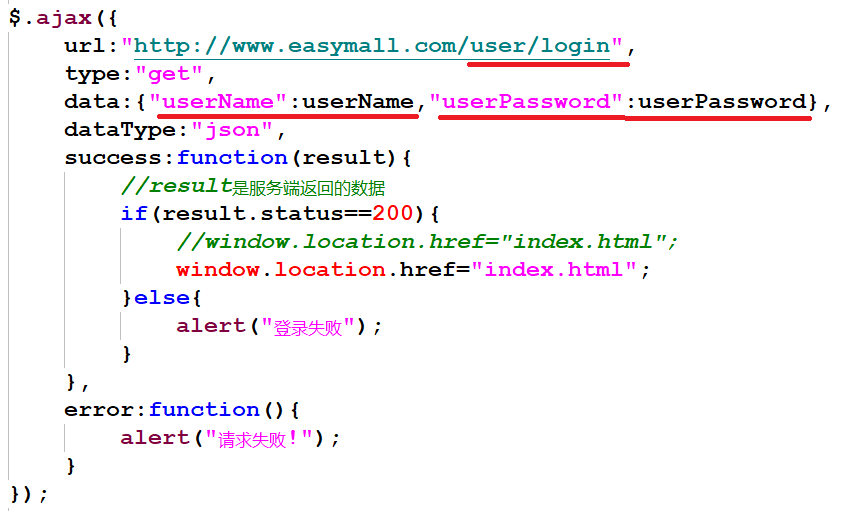 $.ajax({
    url:"http://www.easymall.com/user/login",
    type:"get",
    data:{"userName":userName,"userPassword":userPassword},
    dataType:"json",
    success:function(result){
        //result是服务端返回的数据
        if(result.status==200){
            //window.location.href="index.html";
            window.location.href="index.html";
        }else{
            alert("登录失败");
        }
    },
    error:function(){
        alert("请求失败!");
    }
});